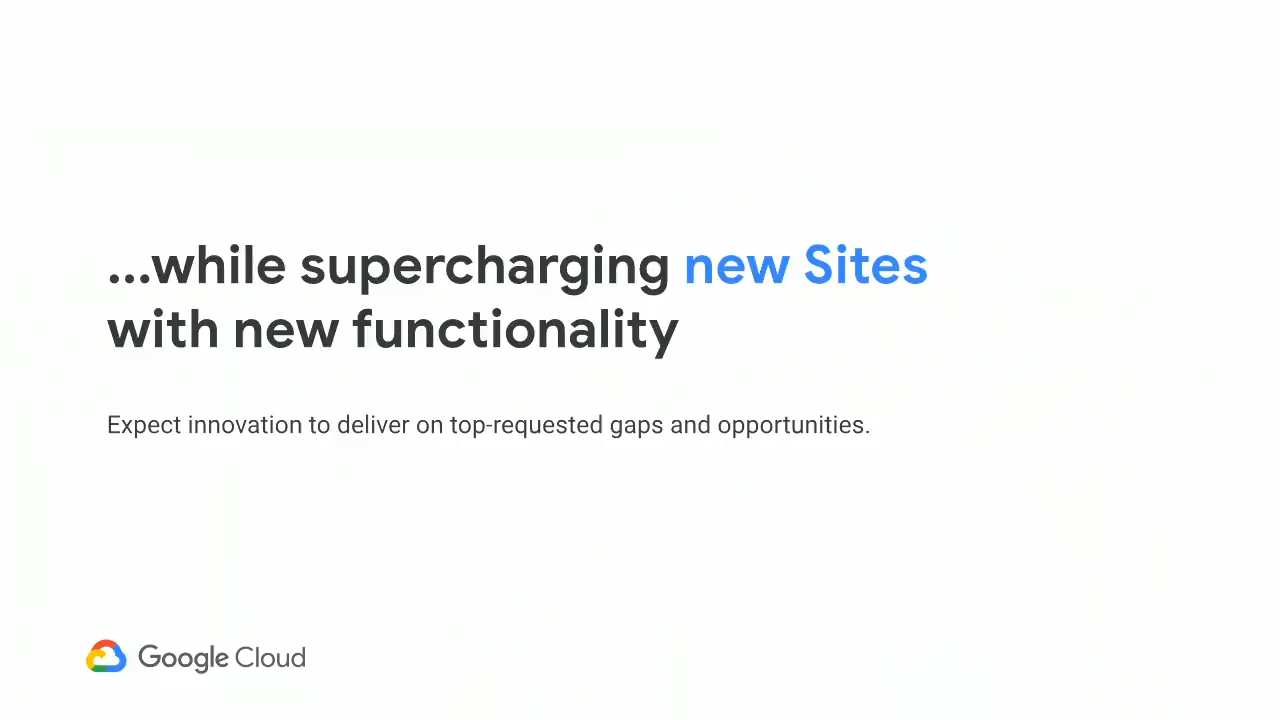 ...while supercharging new Sites
with new functionality
Expect innovation to deliver on top-requested gaps and opportunities.
Google Cloud